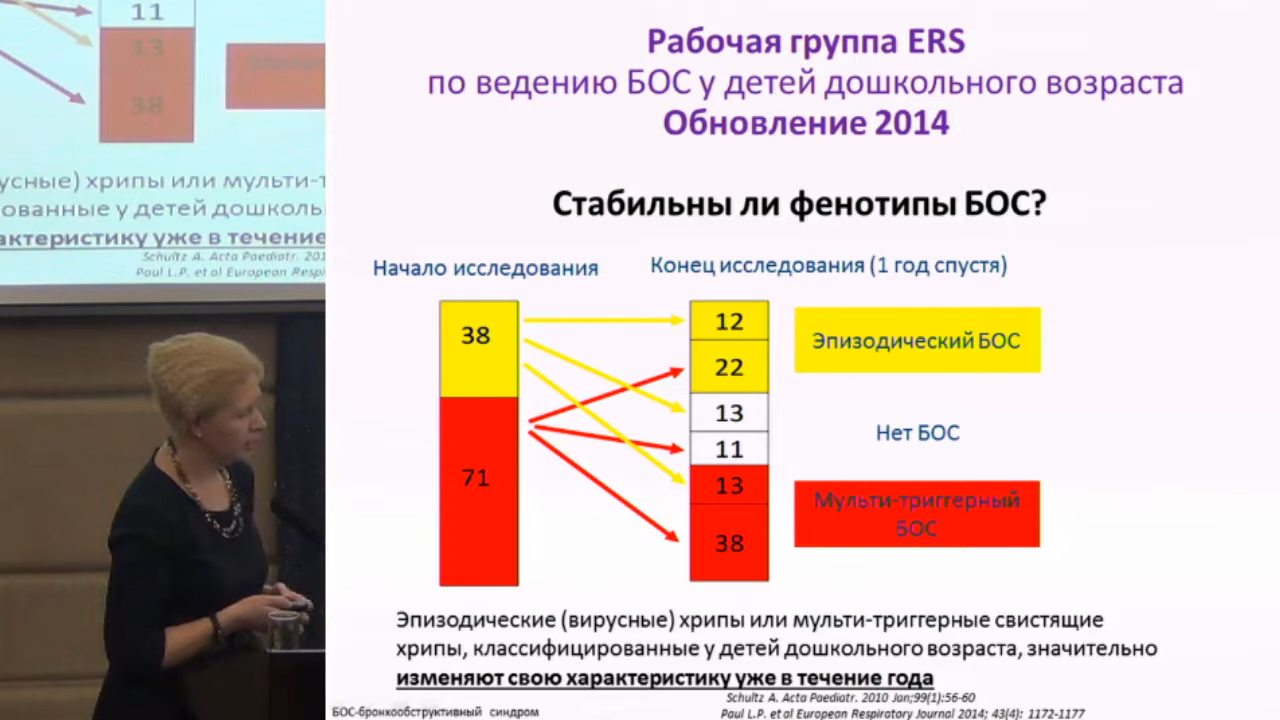 11
13
38
усные) хрипы или мульти-т
ованные у детей дошколь
актеристику уже в течение
Schultz A. Acta Paediatr. 201
Paul L.P. et al European Respi
Рабочая группа ERS
по ведению БОС у детей дошкольного возраста
Обновление 2014
Стабильны ли фенотипы БОС?
Начало исследования
Конец исследования (1 год спустя)
38
71
12
22
13
11
13
38
Эпизодический БОС
Нет БОС
Мульти-триггерный
БОС
Эпизодические (вирусные) хрипы или мульти-триггерные свистящие
хрипы, классифицированные у детей дошкольного возраста, значительно
изменяют свою характеристику уже в течение года
Schultz A. Acta Paediatr. 2010 Jan;99(1):56-60
Paul L.P. et al European Respiratory Journal 2014; 43(4): 1172-1177
БОС-бронхообструктивный синдром